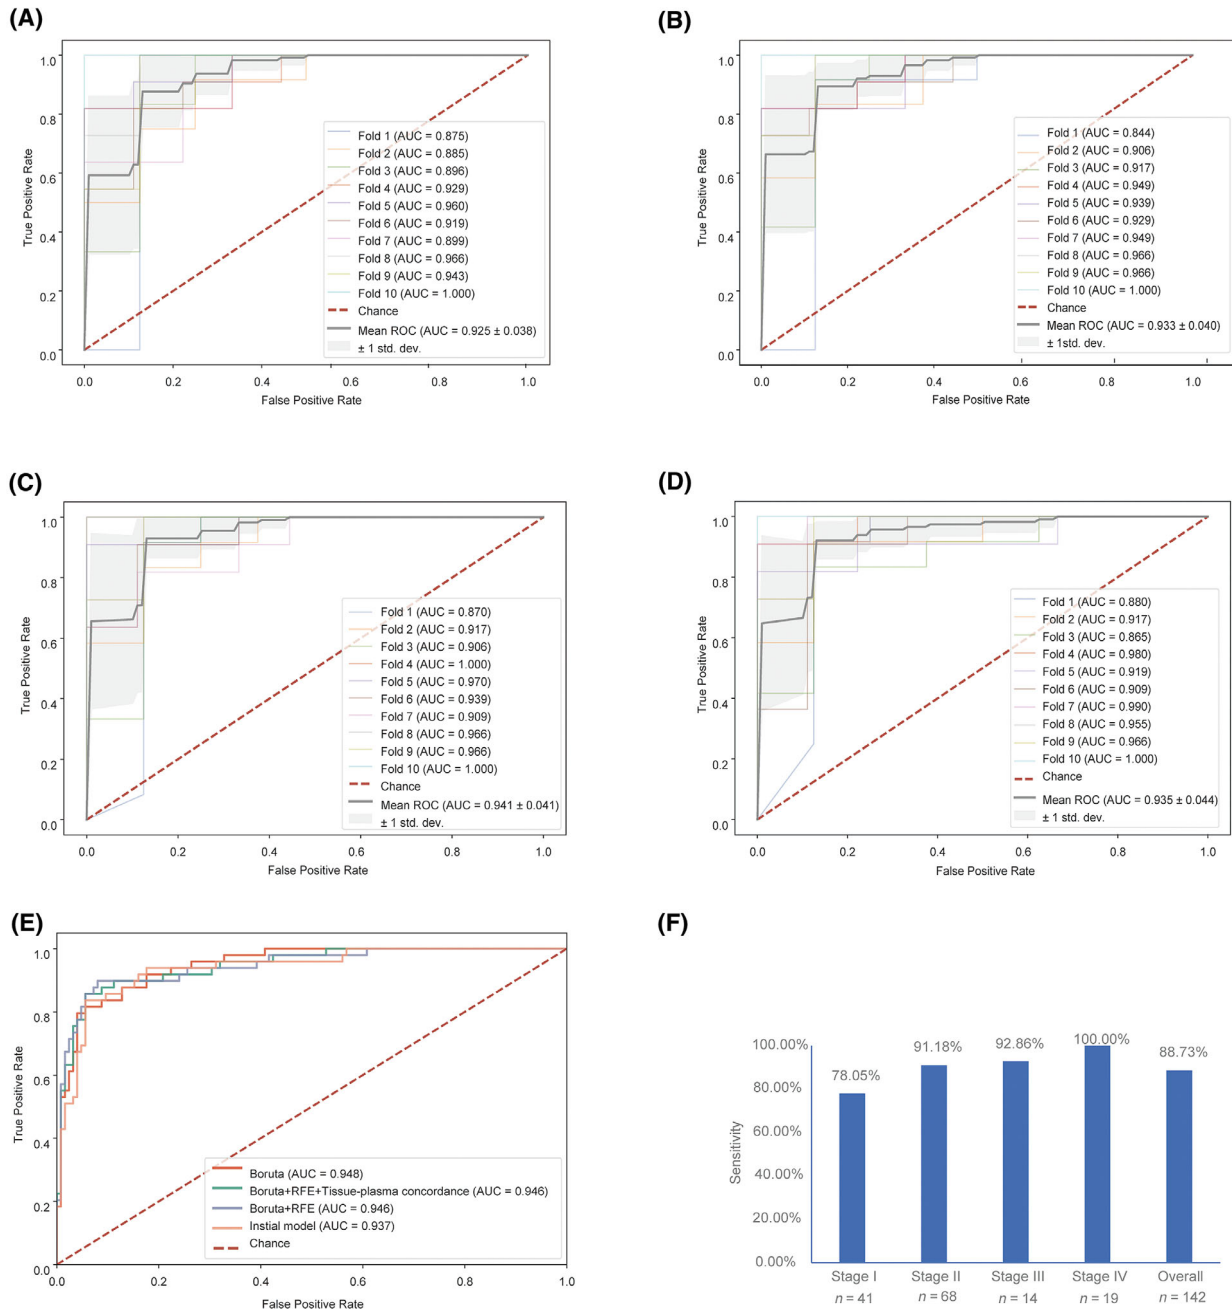 (A)
1.0
0.8
0.6
0.4
0.2
0.0
True Positive Rate
Fold 1 (AUC = 0.875)
Fold 2 (AUC = 0.885)
Fold 3 (AUC = 0.896)
Fold 4 (AUC = 0.929)
Fold 5 (AUC = 0.960)
Fold 6 (AUC = 0.919)
Fold 7 (AUC = 0.899)
Fold 8 (AUC = 0.966)
Fold 9 (AUC = 0.943)
Fold 10 (AUC = 1.000)
Chance
Mean ROC (AUC = 0.925 ± 0.038)
± 1 std. dev.
0.0 0.2 0.4 0.6 0.8 1.0
False Positive Rate
(B)
1.0
0.8
0.6
0.4
0.2
0.0
True Positive Rate
Fold 1 (AUC = 0.844)
Fold 2 (AUC = 0.906)
Fold 3 (AUC = 0.917)
Fold 4 (AUC = 0.949)
Fold 5 (AUC = 0.939)
Fold 6 (AUC = 0.929)
Fold 7 (AUC = 0.949)
Fold 8 (AUC = 0.966)
Fold 9 (AUC = 0.966)
Fold 10 (AUC = 1.000)
Chance
Mean ROC (AUC = 0.933 ± 0.040)
± 1std. dev.
0.0 0.2 0.4 0.6 0.8 1.0
False Positive Rate
(C)
1.0
0.8
0.6
0.4
0.2
0.0
True Positive Rate
Fold 1 (AUC = 0.870)
Fold 2 (AUC = 0.917)
Fold 3 (AUC = 0.906)
Fold 4 (AUC = 1.000)
Fold 5 (AUC = 0.970)
Fold 6 (AUC = 0.939)
Fold 7 (AUC = 0.909)
Fold 8 (AUC = 0.966)
Fold 9 (AUC = 0.966)
Fold 10 (AUC = 1.000)
Chance
Mean ROC (AUC = 0.941 ± 0.041)
± 1 std. dev.
0.0 0.2 0.4 0.6 0.8 1.0
False Positive Rate
(D)
1.0
0.8
0.6
0.4
0.2
0.0
True Positive Rate
Fold 1 (AUC = 0.880)
Fold 2 (AUC = 0.917)
Fold 3 (AUC = 0.865)
Fold 4 (AUC = 0.980)
Fold 5 (AUC = 0.919)
Fold 6 (AUC = 0.909)
Fold 7 (AUC = 0.990)
Fold 8 (AUC = 0.955)
Fold 9 (AUC = 0.966)
Fold 10 (AUC = 1.000)
Chance
Mean ROC (AUC = 0.935 ± 0.044)
± 1 std. dev.
0.0 0.2 0.4 0.6 0.8 1.0
False Positive Rate
(E)
1.0
0.8
0.6
0.4
0.2
0.0
True Positive Rate
Boruta (AUC = 0.948)
Boruta+RFE+Tissue-plasma concordance (AUC = 0.946)
Boruta+RFE (AUC = 0.946)
Instial model (AUC = 0.937)
Chance
0.0 0.2 0.4 0.6 0.8 1.0
False Positive Rate
(F)
100.00%
80.00%
60.00%
40.00%
20.00%
0.00%
Sensitivity
78.05% 91.18% 92.86% 100.00% 88.73%
Stage I Stage II Stage III Stage IV Overall
n = 41 n = 68 n = 14 n = 19 n = 142